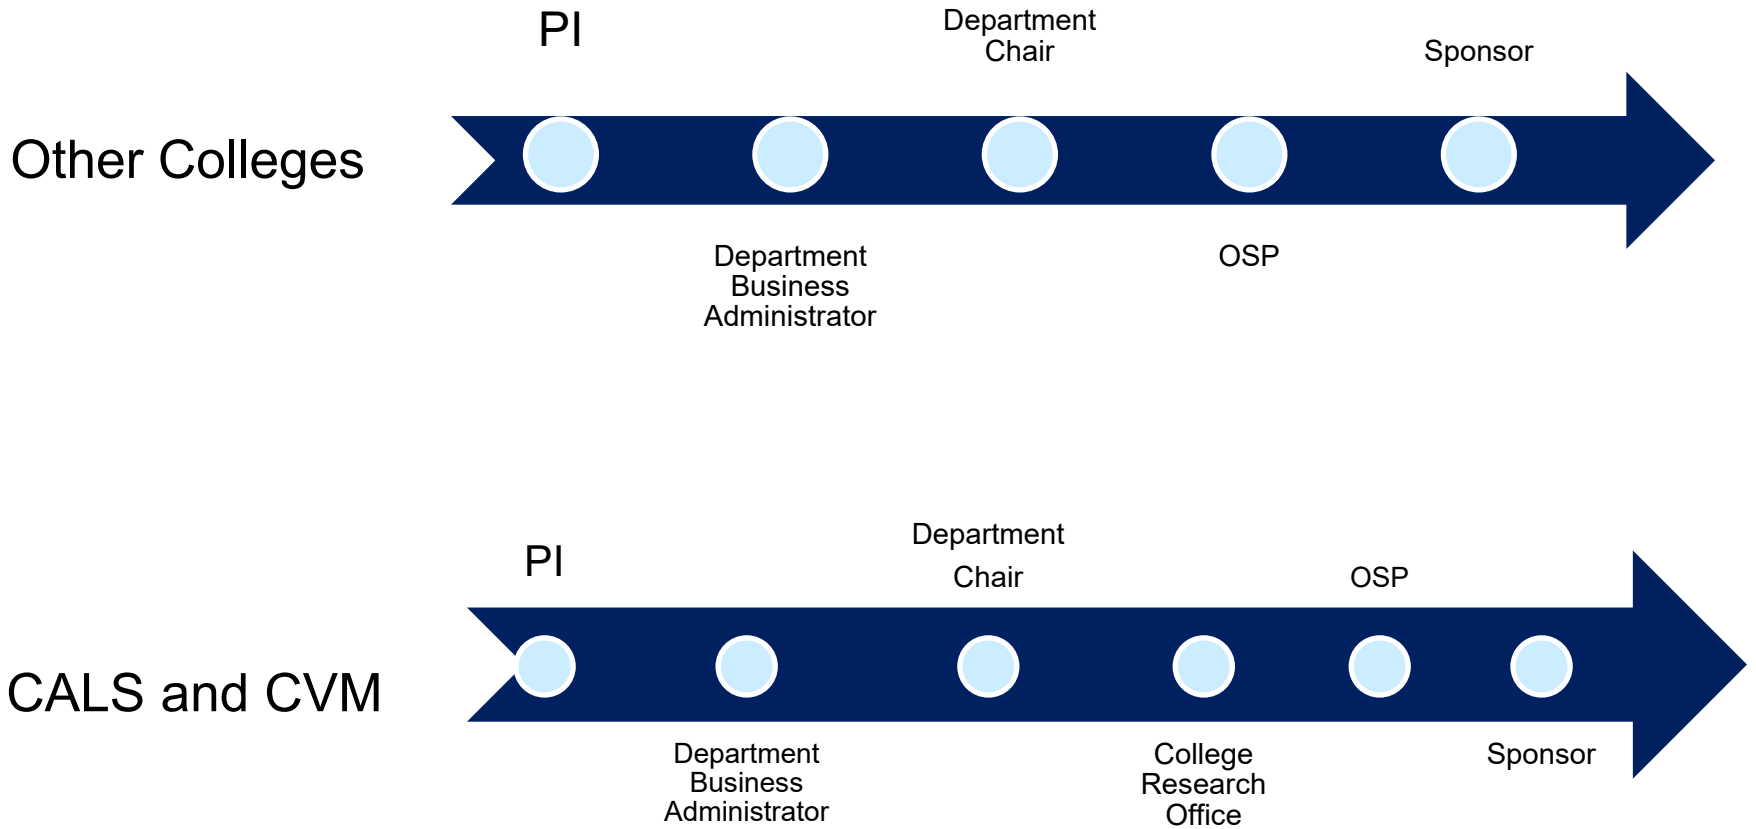 PI
Department
Chair
Sponsor
Other Colleges
Department
Business
Administrator
OSP
PI
Department
Chair
OSP
CALS and CVM
Department
Business
Administrator
College
Research
Office
Sponsor